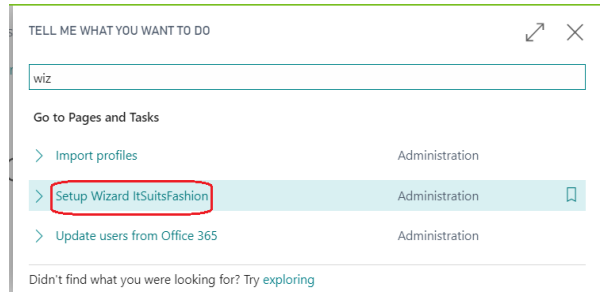 TELL ME WHAT YOU WANT TO DO
wiz
Go to Pages and Tasks
Import profiles Administration
Setup Wizard ItSuitsFashion Administration
Update users from Office 365 Administration
Didn't find what you were looking for? Try exploring